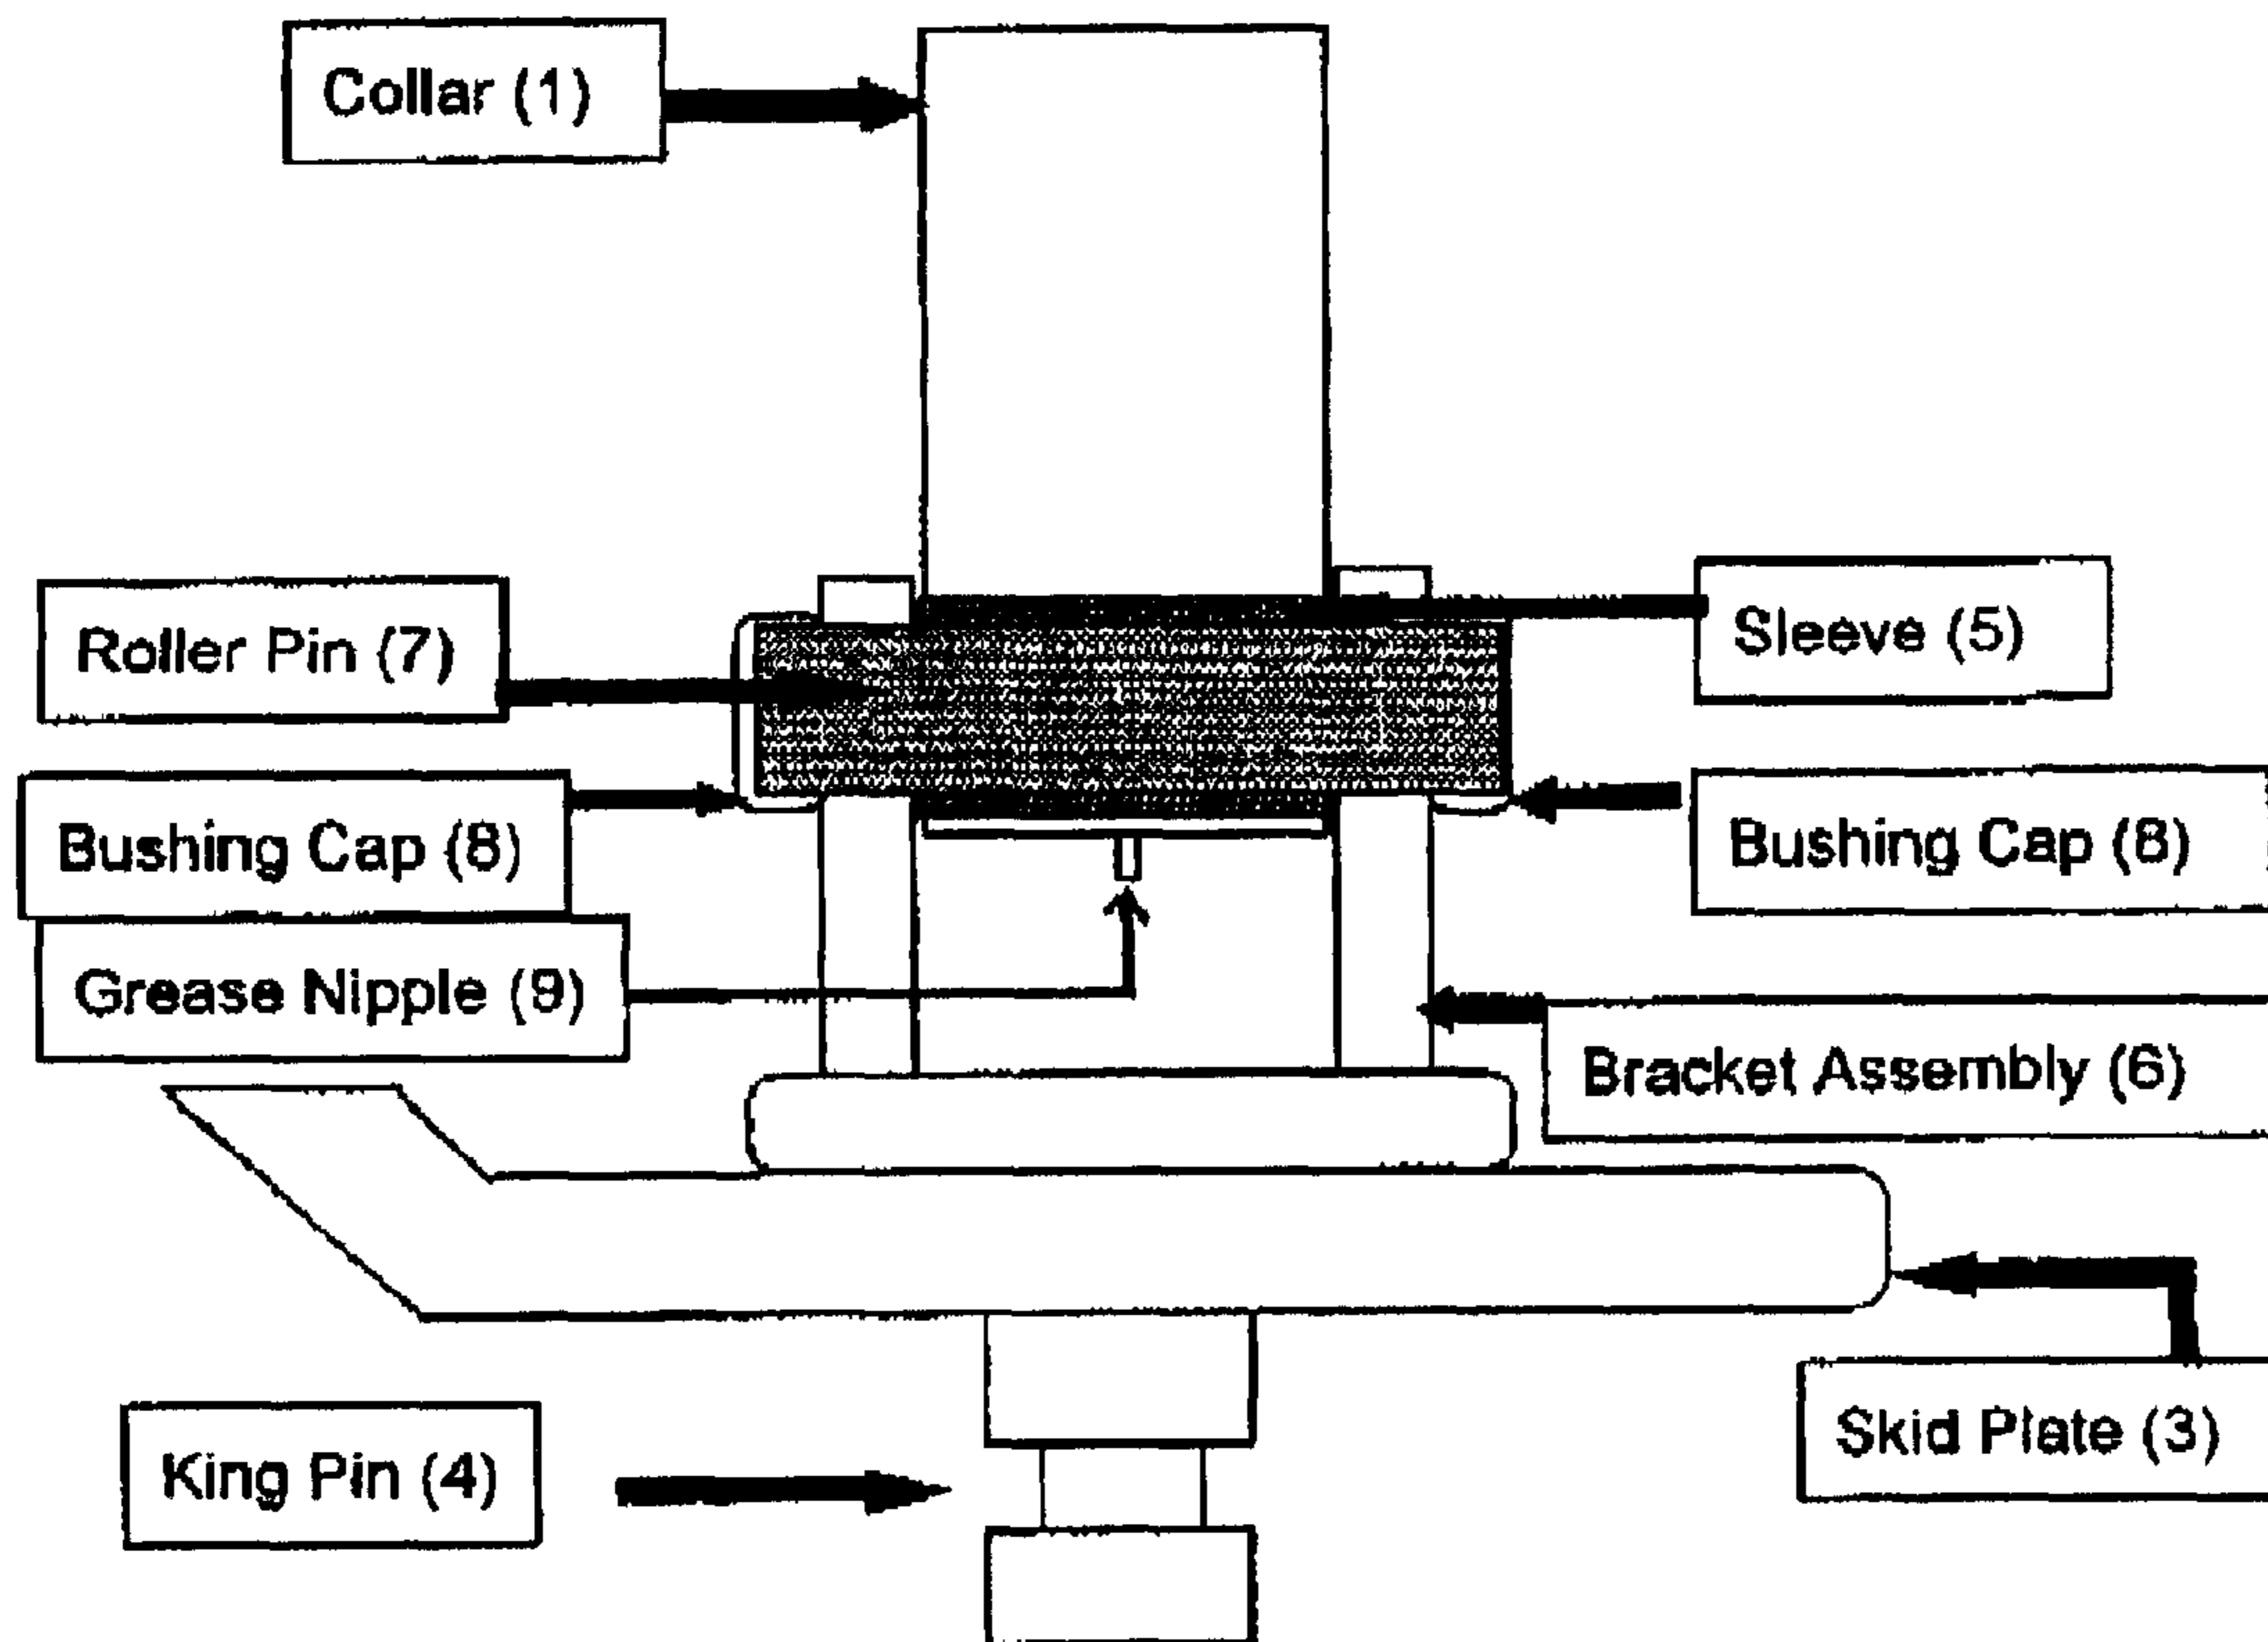 Collar (1)
Roller Pin (7)
Sleeve (5)
Bushing Cap (8)
Bushing Cap (8)
Grease Nipple (9)
Bracket Assembly (6)
Skid Plate (3)
King Pin (4)